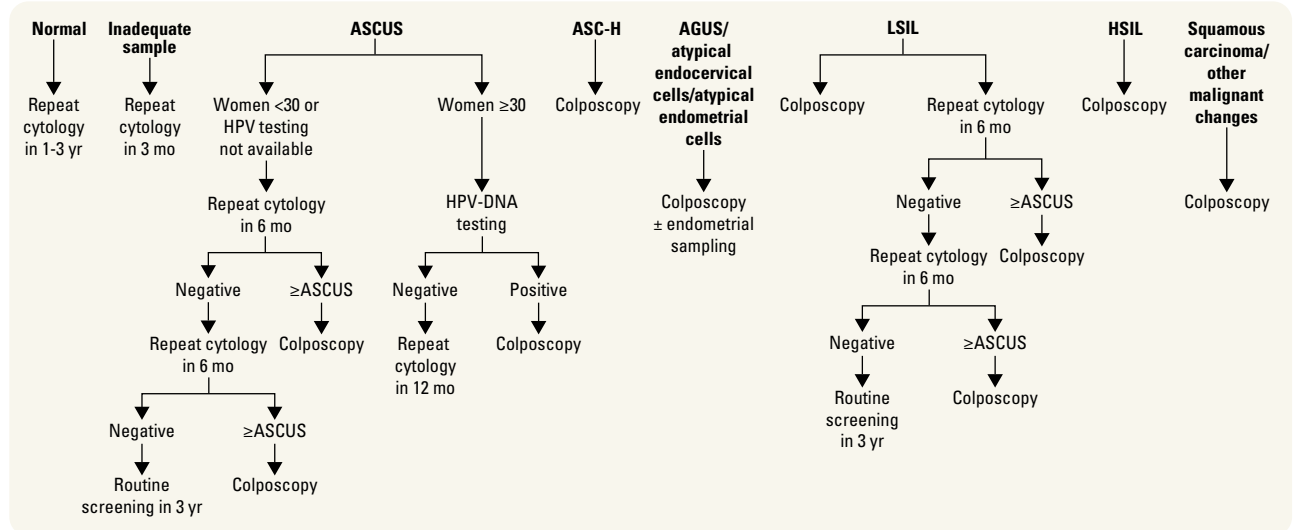 Normal
Repeat
cytology
in 1-3 yr
Inadequate
sample
Repeat
cytology
in 3 mo
ASCUS
Women <30 or
HPV testing
not available
Repeat cytology
in 6 mo
Negative
Repeat cytology
in 6 mo
Negative
Routine
screening in 3 yr
≥ASCUS
Colposcopy
≥ASCUS
Colposcopy
Women ≥30
HPV-DNA
testing
Negative
Repeat
cytology
in 12 mo
Positive
Colposcopy
ASC-H
Colposcopy
AGUS/
atypical
endocervical
cells/atypical
endometrial
cells
Colposcopy
± endometrial
sampling
LSIL
Colposcopy
Repeat cytology
in 6 mo
Negative
Repeat cytology
in 6 mo
Negative
Routine
screening
in 3 yr
≥ASCUS
Colposcopy
≥ASCUS
Colposcopy
HSIL
Colposcopy
Squamous
carcinoma/
other
malignant
changes
Colposcopy